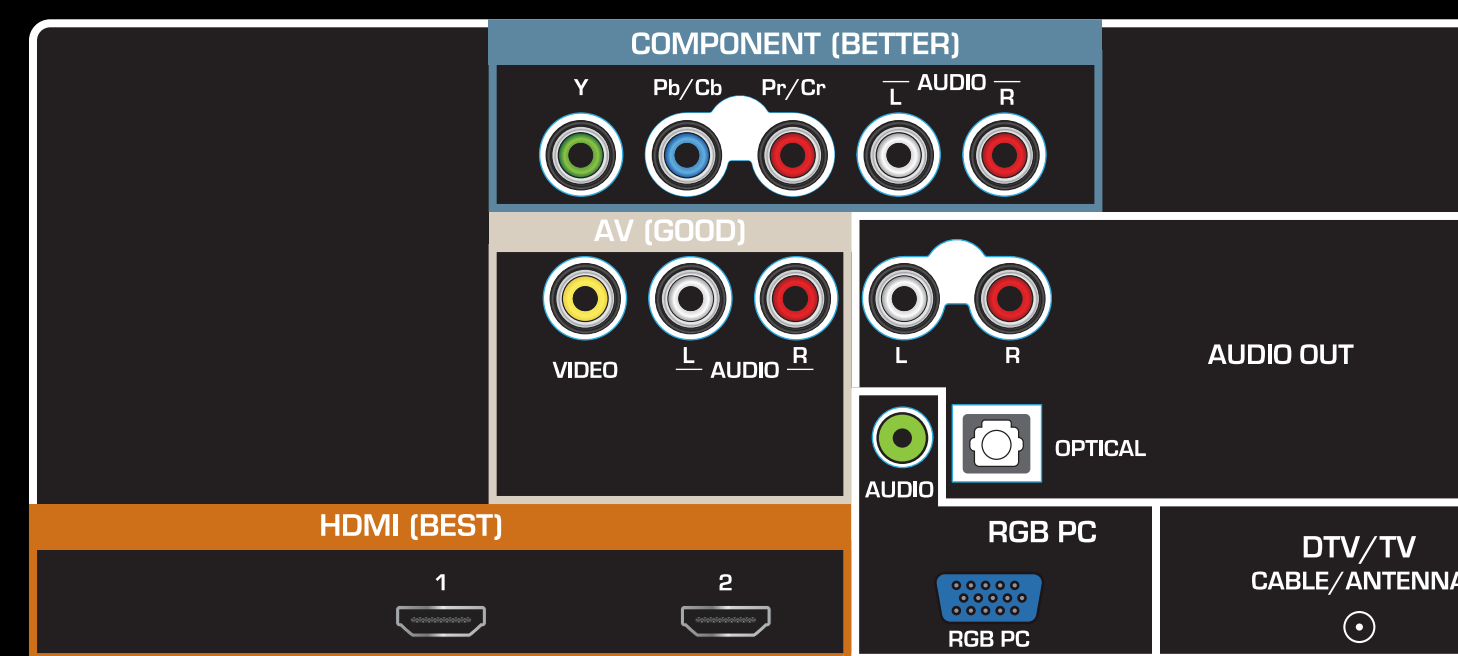 COMPONENT (BETTER)
Y Pb/Cb Pr/Cr L AUDIO R
AV (GOOD)
VIDEO L AUDIO R
L R
AUDIO OUT
AUDIO
OPTICAL
HDMI (BEST)
1 2
RGB PC
RGB PC
DTV/TV
CABLE/ANTENNA